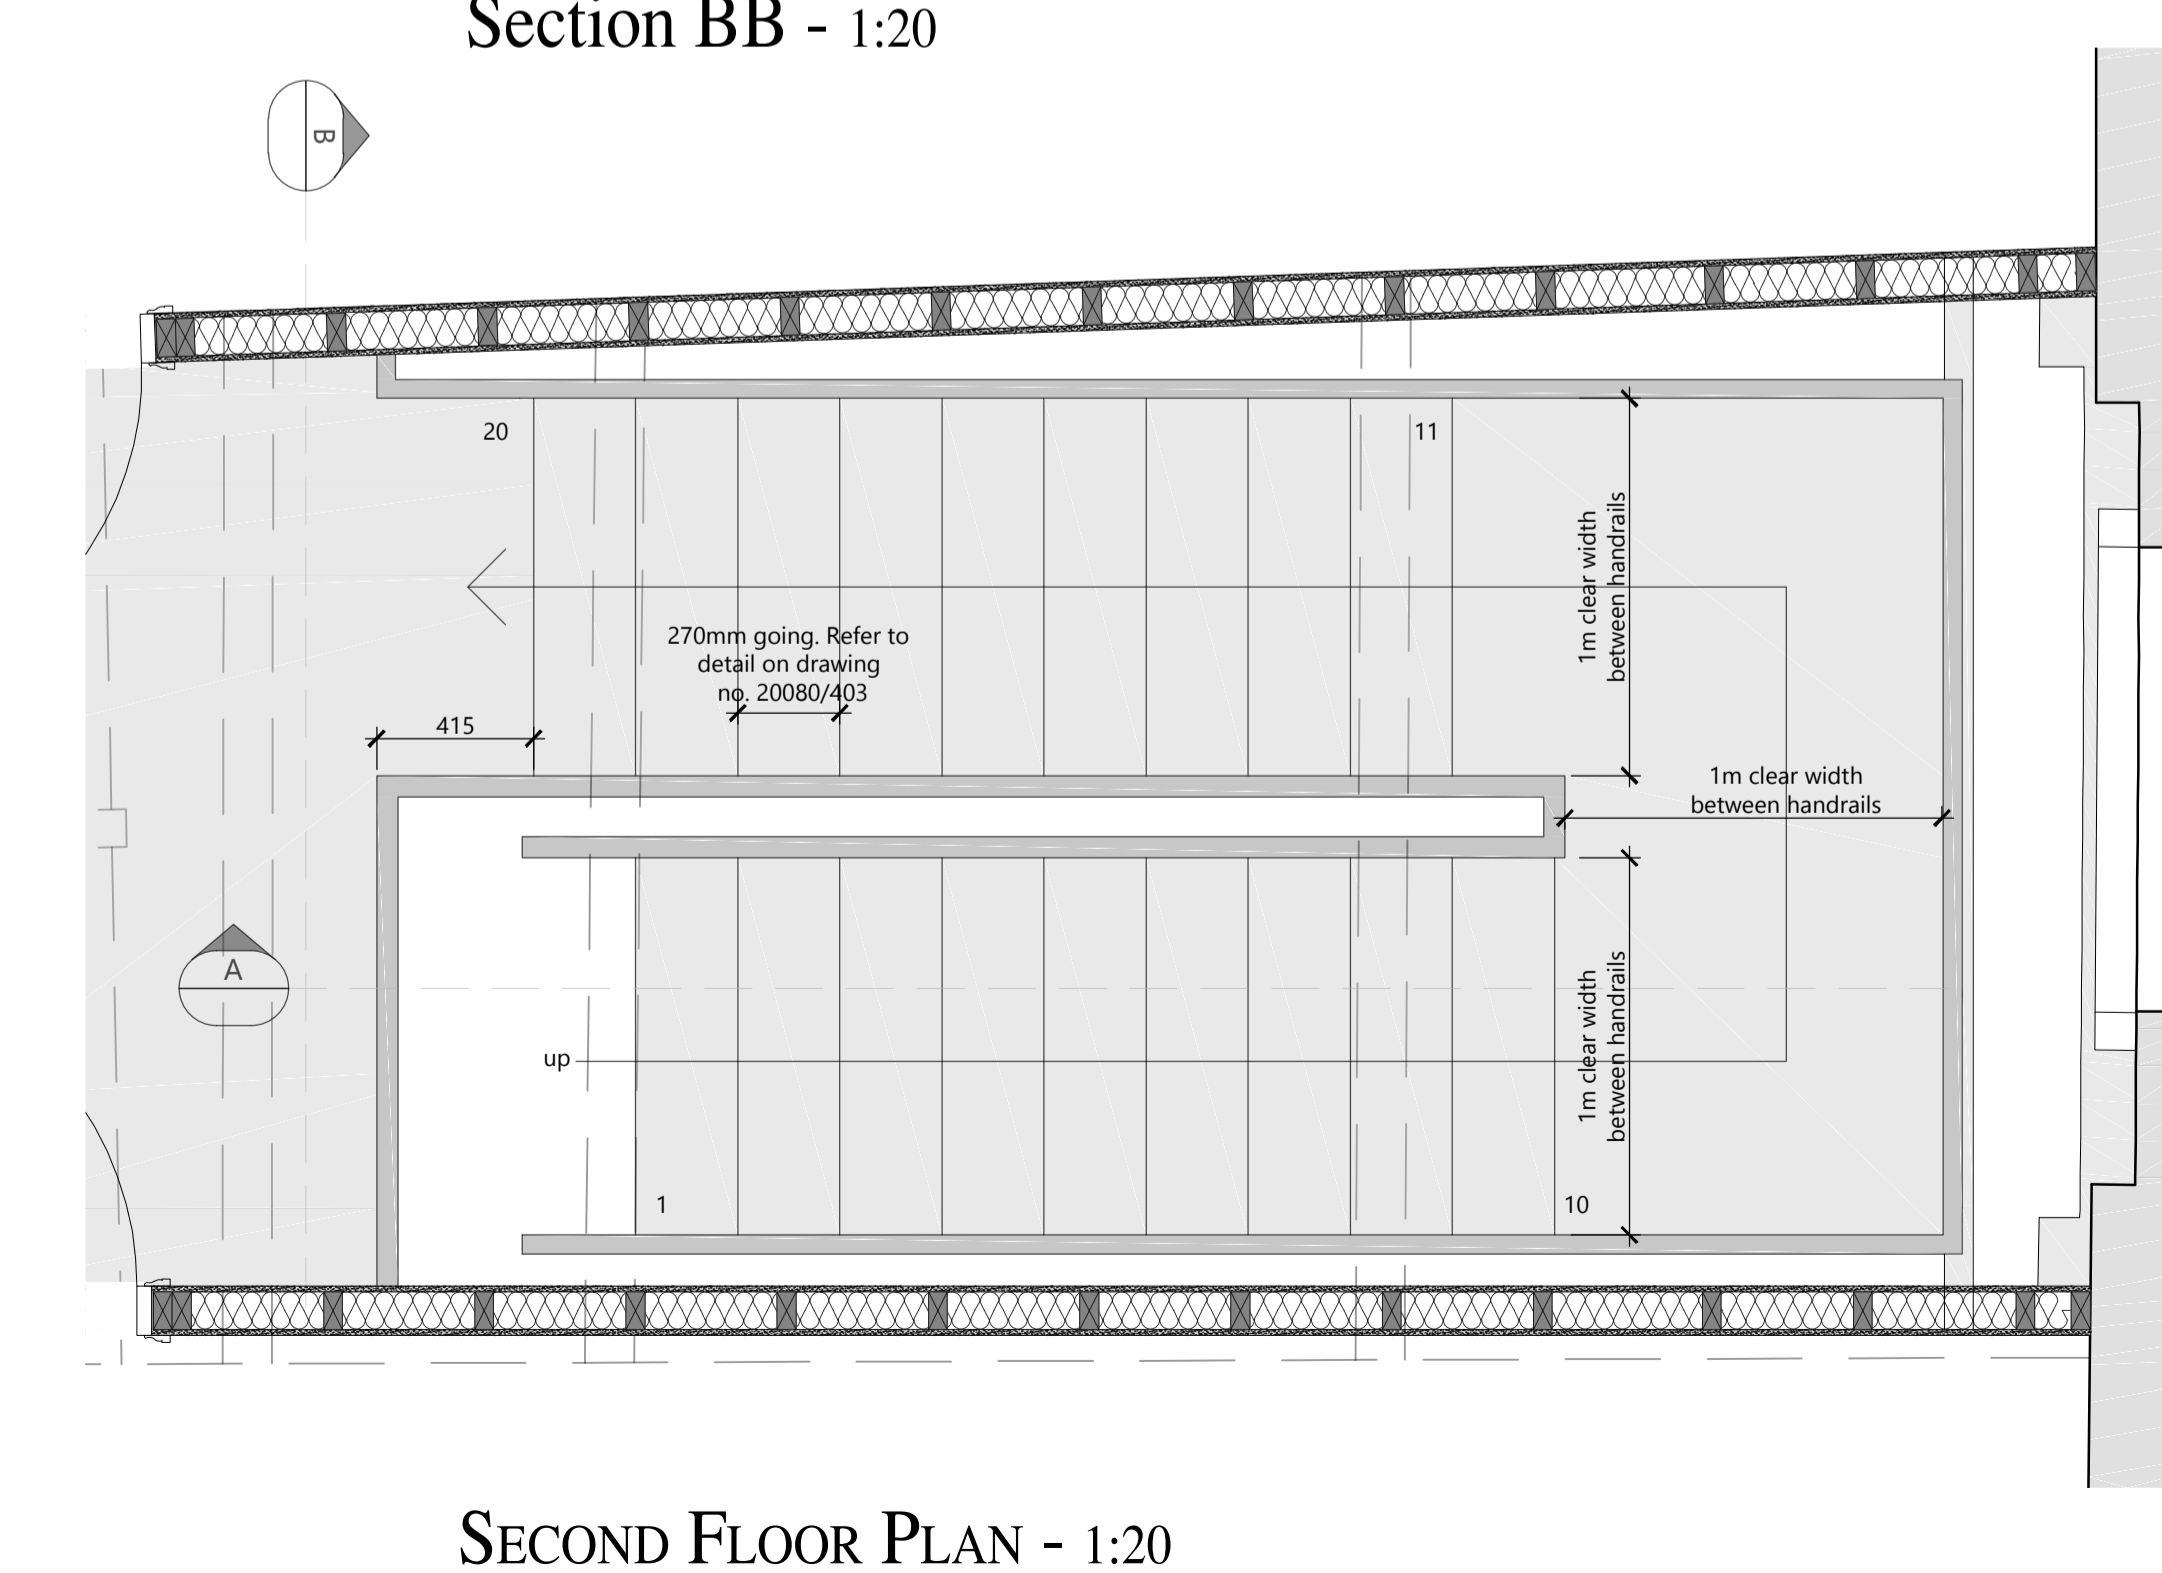 Section BB - 1:20
B
20
11
1m clear width
between handrails
270mm going. Refer to
detail on drawing
no. 20080/403
415
1m clear width
between handrails
A
1m clear width
between handrails
up
1
10
Second Floor Plan - 1:20